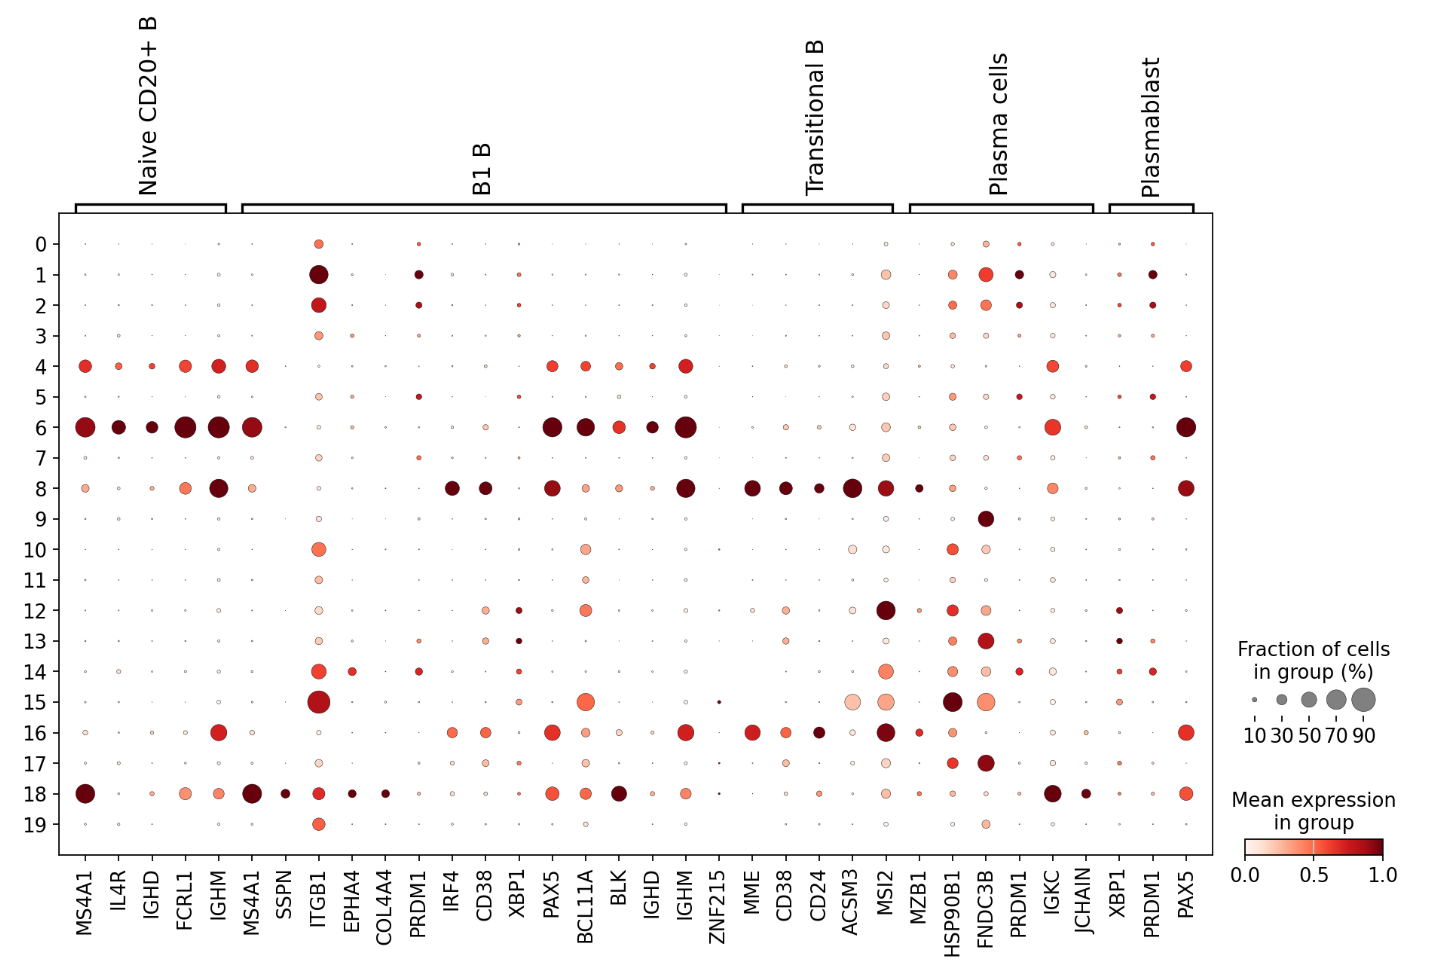 Naive CD20+ B
B1 B
Transitional B
Plasma cells
Plasmablast
0
1
2
3
4
5
6
7
8
9
10
11
12
13
14
15
16
17
18
19
MS4A1
IL4R
IGHD
FCRL1
IGHM
MS4A1
SSPN
ITGB1
EPHA4
COL4A4
PRDM1
IRF4
CD38
XBP1
PAX5
BCL11A
BLK
IGHD
IGHM
ZNF215
MME
CD38
CD24
ACSM3
MSI2
MZB1
HSP90B1
FNDC3B
PRDM1
IGKC
JCHAIN
XBP1
PRDM1
PAX5
Fraction of cells
in group (%)
10 30 50 70 90
Mean expression
in group
0.0 0.5 1.0